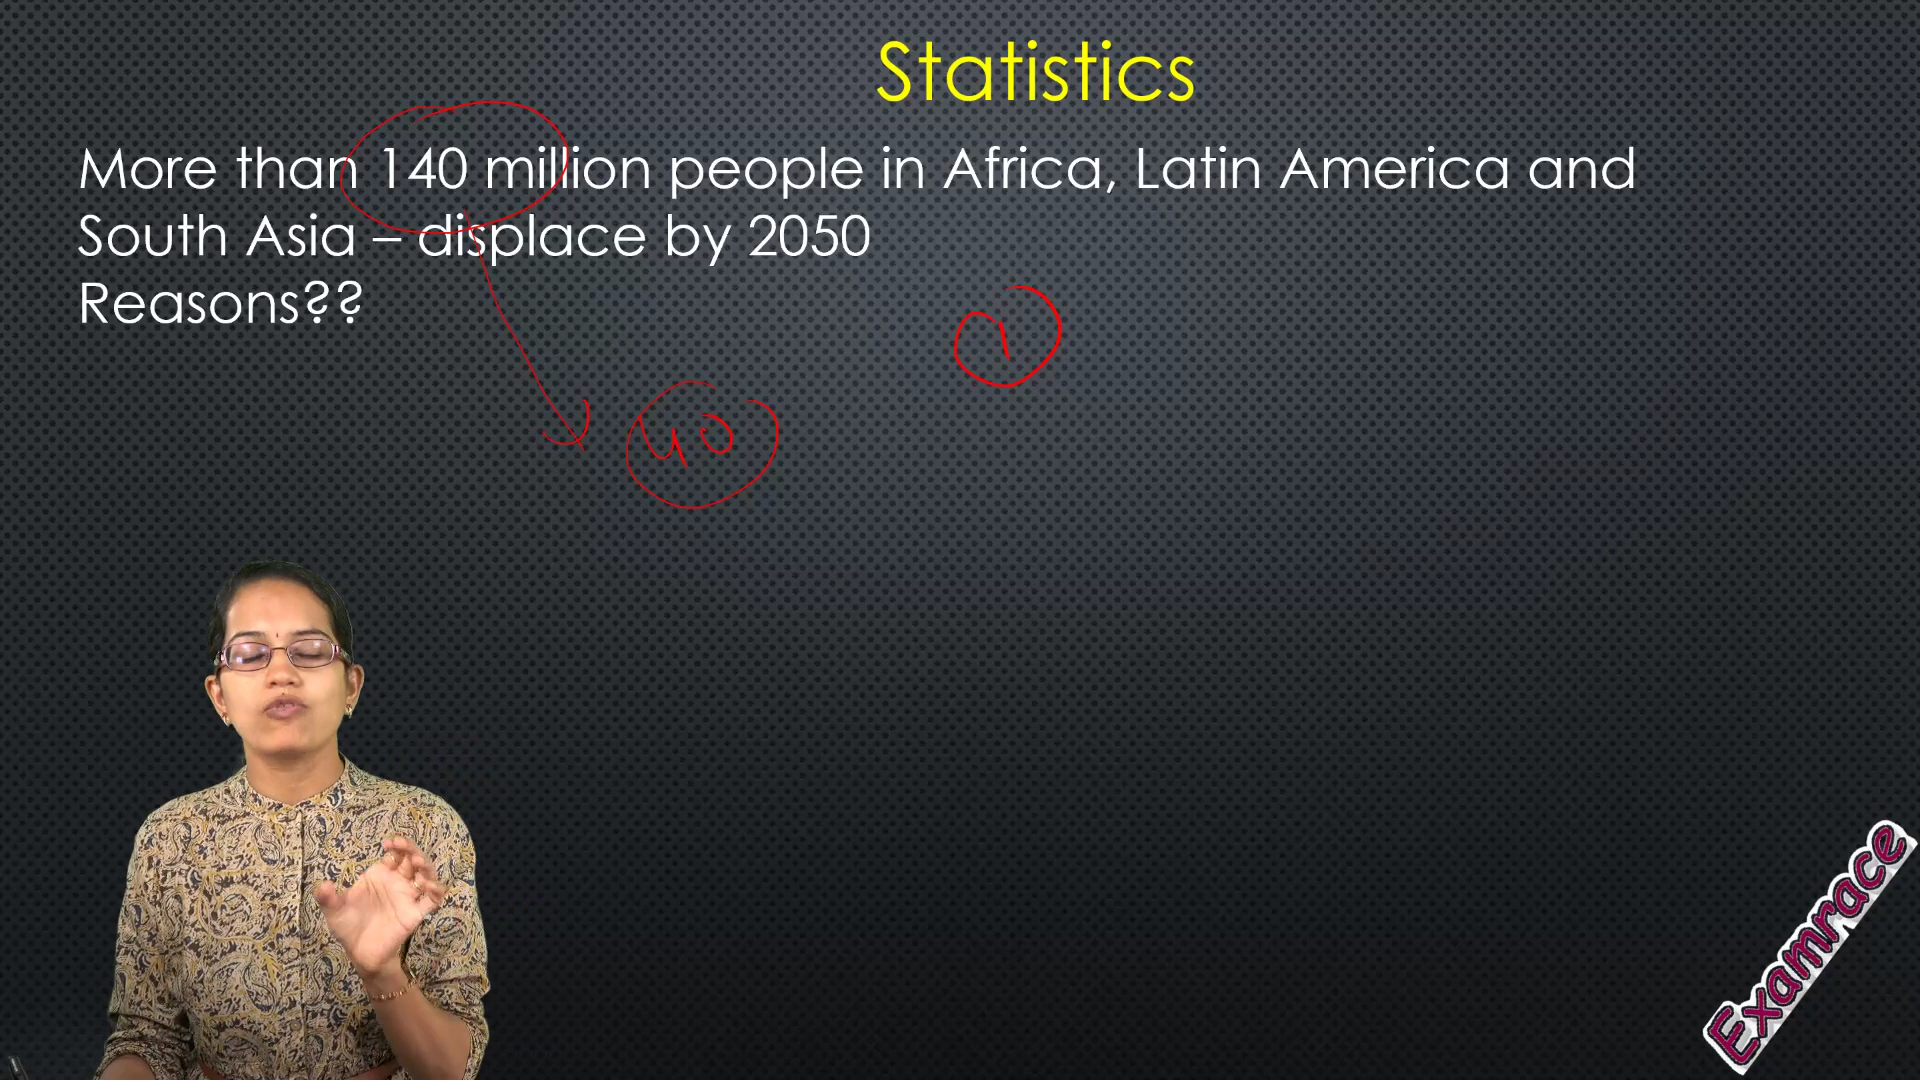 Statistics
More than 140 million people in Africa, Latin America and
South Asia – displace by 2050
Reasons??
1
40
Examrace